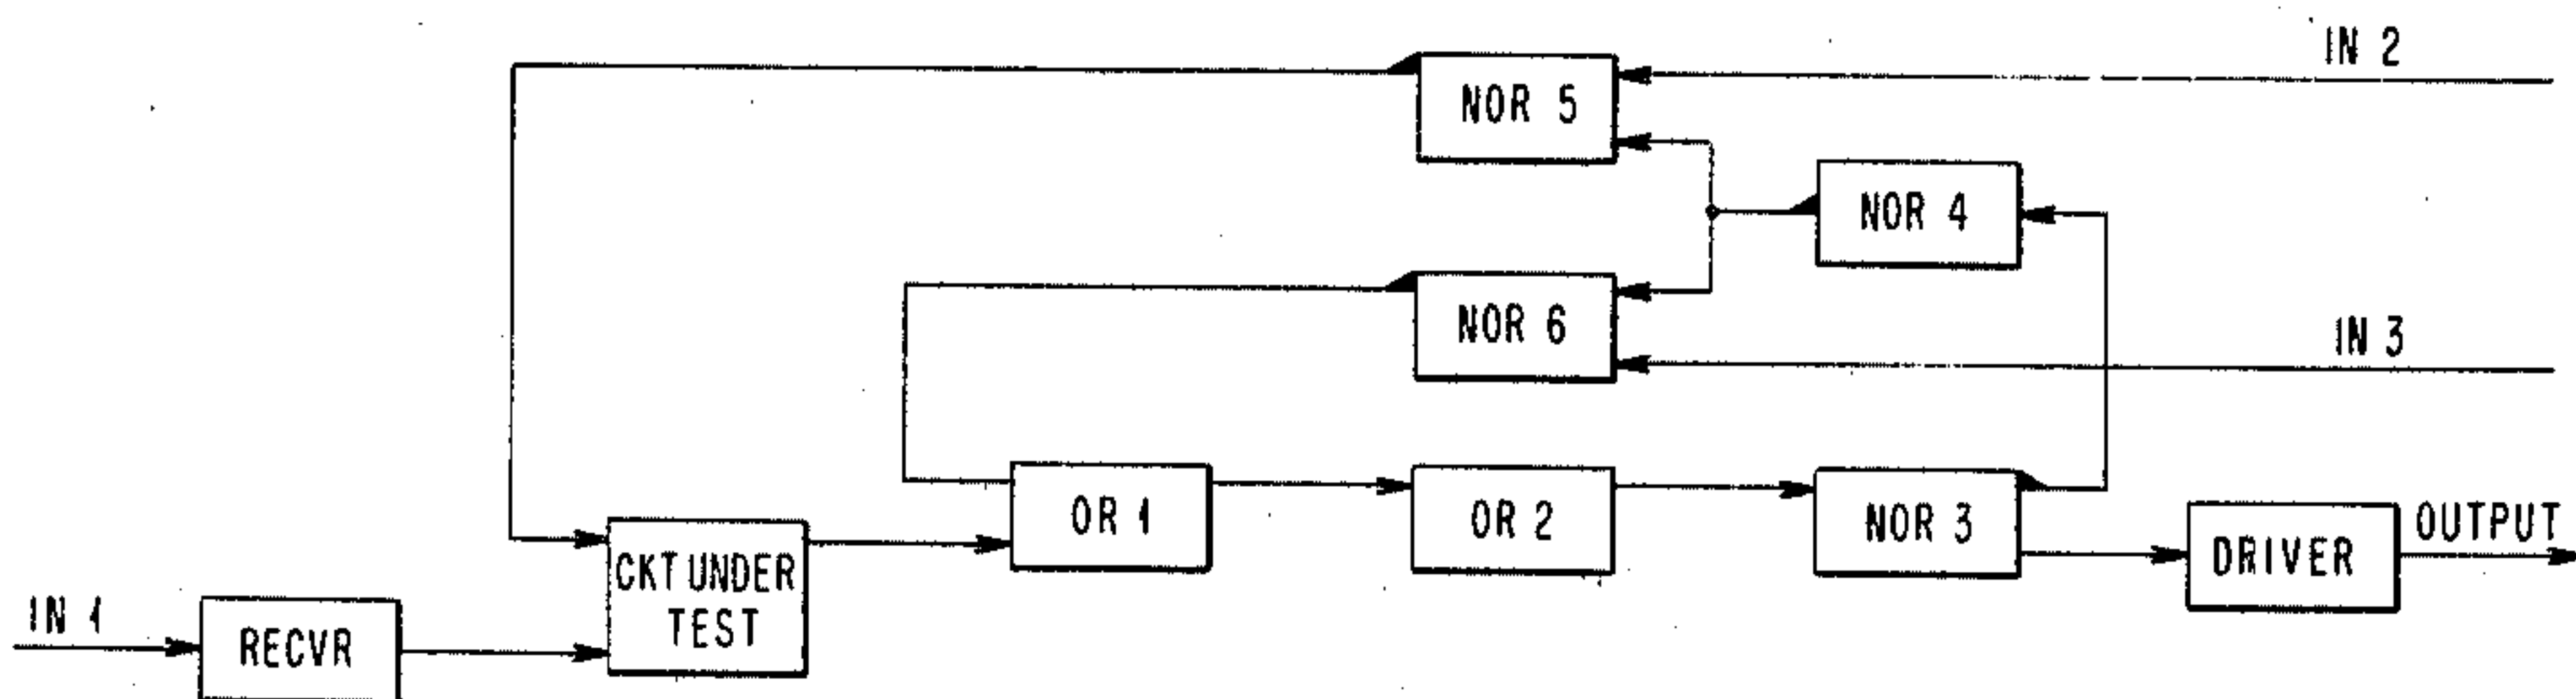 IN 2
NOR 5
NOR 4
NOR 6
IN 3
OR 1
OR 2
NOR 3
OUTPUT
DRIVER
CKT UNDER
TEST
IN 1
RECVR